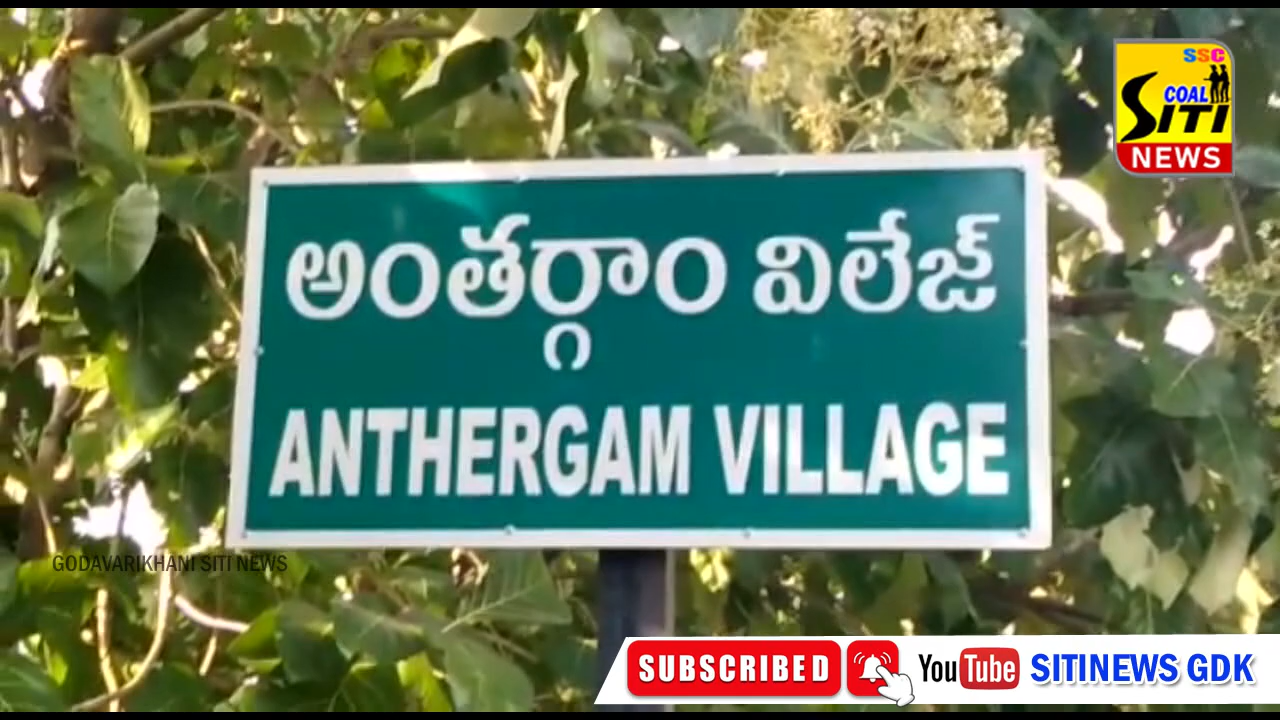 SSC
COAL
SITI
NEWS
అంతర్గాం విలేజ్
ANTHERGAM VILLAGE
GODAVARIKHANI SITI NEWS
SUBSCRIBED YouTube SITINEWS GDK